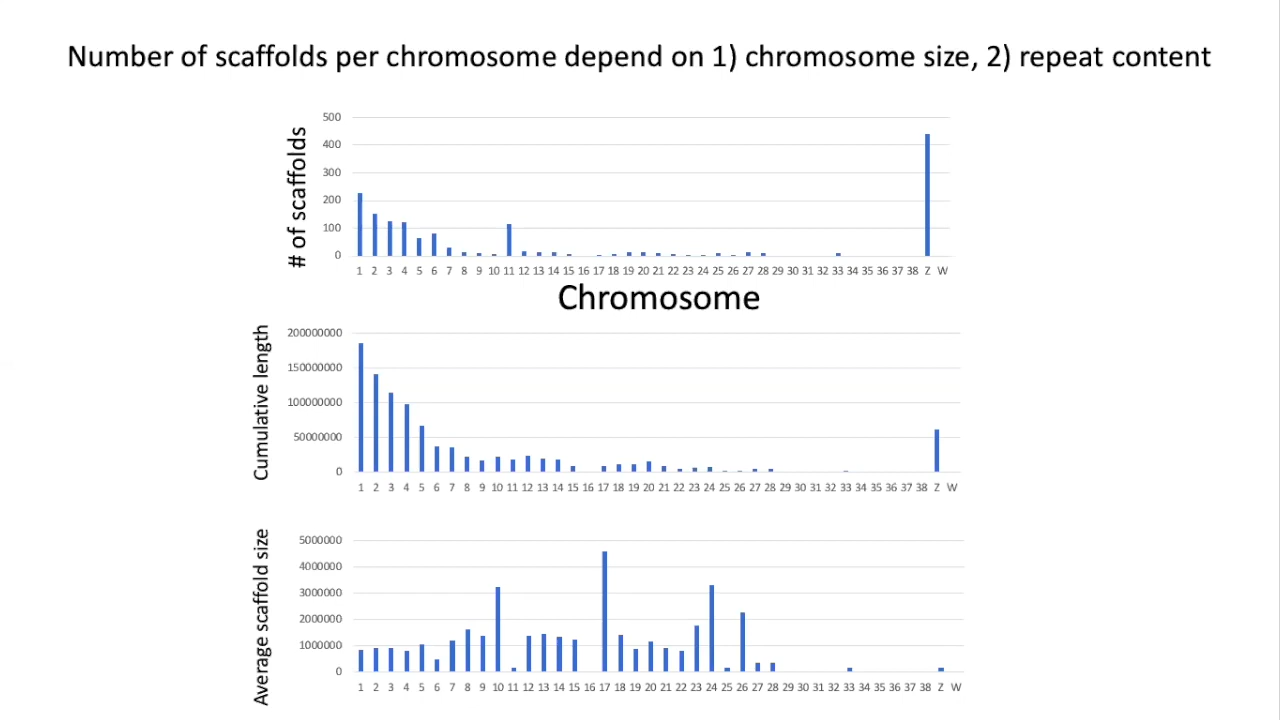 Number of scaffolds per chromosome depend on 1) chromosome size, 2) repeat content
# of scaffolds
500
400
300
200
100
0
1 2 3 4 5 6 7 8 9 10 11 12 13 14 15 16 17 18 19 20 21 22 23 24 25 26 27 28 29 30 31 32 33 34 35 36 37 38 Z W
Chromosome
Cumulative length
200000000
150000000
100000000
50000000
0
1 2 3 4 5 6 7 8 9 10 11 12 13 14 15 16 17 18 19 20 21 22 23 24 25 26 27 28 29 30 31 32 33 34 35 36 37 38 Z W
Average scaffold size
5000000
4000000
3000000
2000000
1000000
0
1 2 3 4 5 6 7 8 9 10 11 12 13 14 15 16 17 18 19 20 21 22 23 24 25 26 27 28 29 30 31 32 33 34 35 36 37 38 Z W